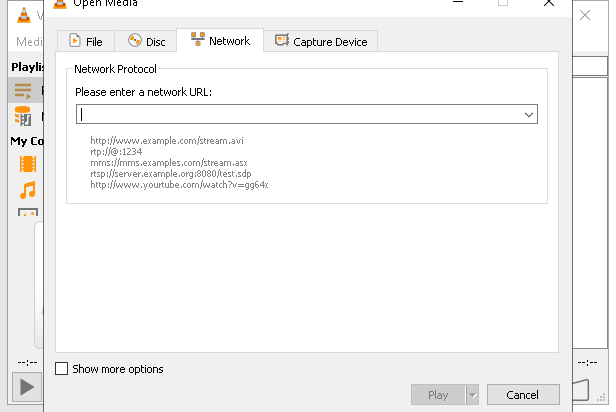 Open Media
Medi
File
Disc
Network
Capture Device
Playlis
Network Protocol
Please enter a network URL:
http://www.example.com/stream.avi
rtp://@:1234
mms://mms.examples.com/stream.asx
rtsp://server.example.org:8080/test.sdp
http://www.yourtube.com/watch?v=gg64x
My Co
--:--
--:--
Show more options
Play
Cancel